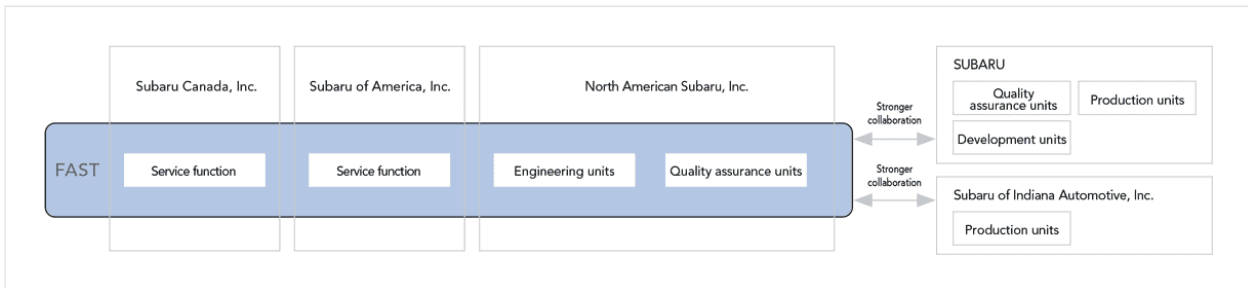 Subaru Canada, Inc.
Subaru of America, Inc.
North American Subaru, Inc.
FAST
Service function
Service function
Engineering units
Quality assurance units
Stronger
collaboration
Stronger
collaboration
SUBARU
Quality
assurance units
Production units
Development units
Subaru of Indiana Automotive, Inc.
Production units